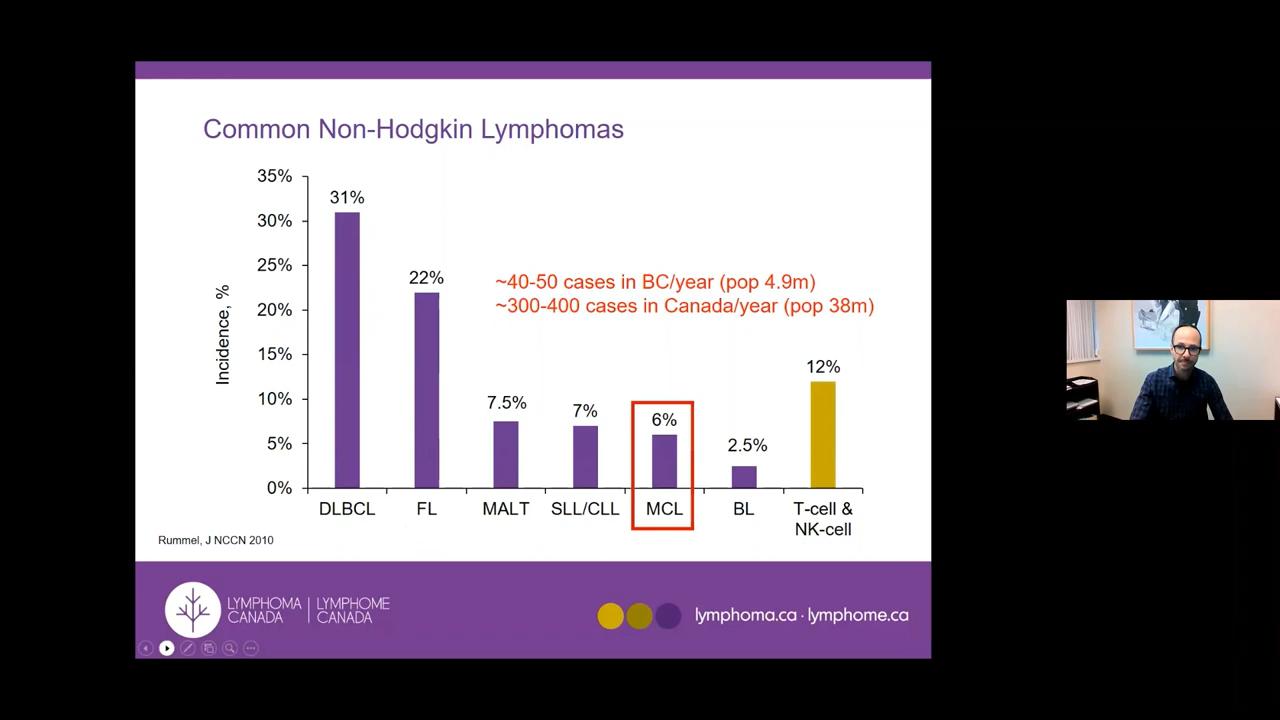 Common Non-Hodgkin Lymphomas
35%
30%
25%
20%
15%
10%
5%
0%
Incidence, %
31%
22%
7.5%
7%
6%
2.5%
12%
~40-50 cases in BC/year (pop 4.9m)
~300-400 cases in Canada/year (pop 38m)
DLBCL FL MALT SLL/CLL MCL BL T-cell &
NK-cell
Rummel, J NCCN 2010
LYMPHOMA LYMPHOME
CANADA CANADA
lymphoma.ca · lymphome.ca